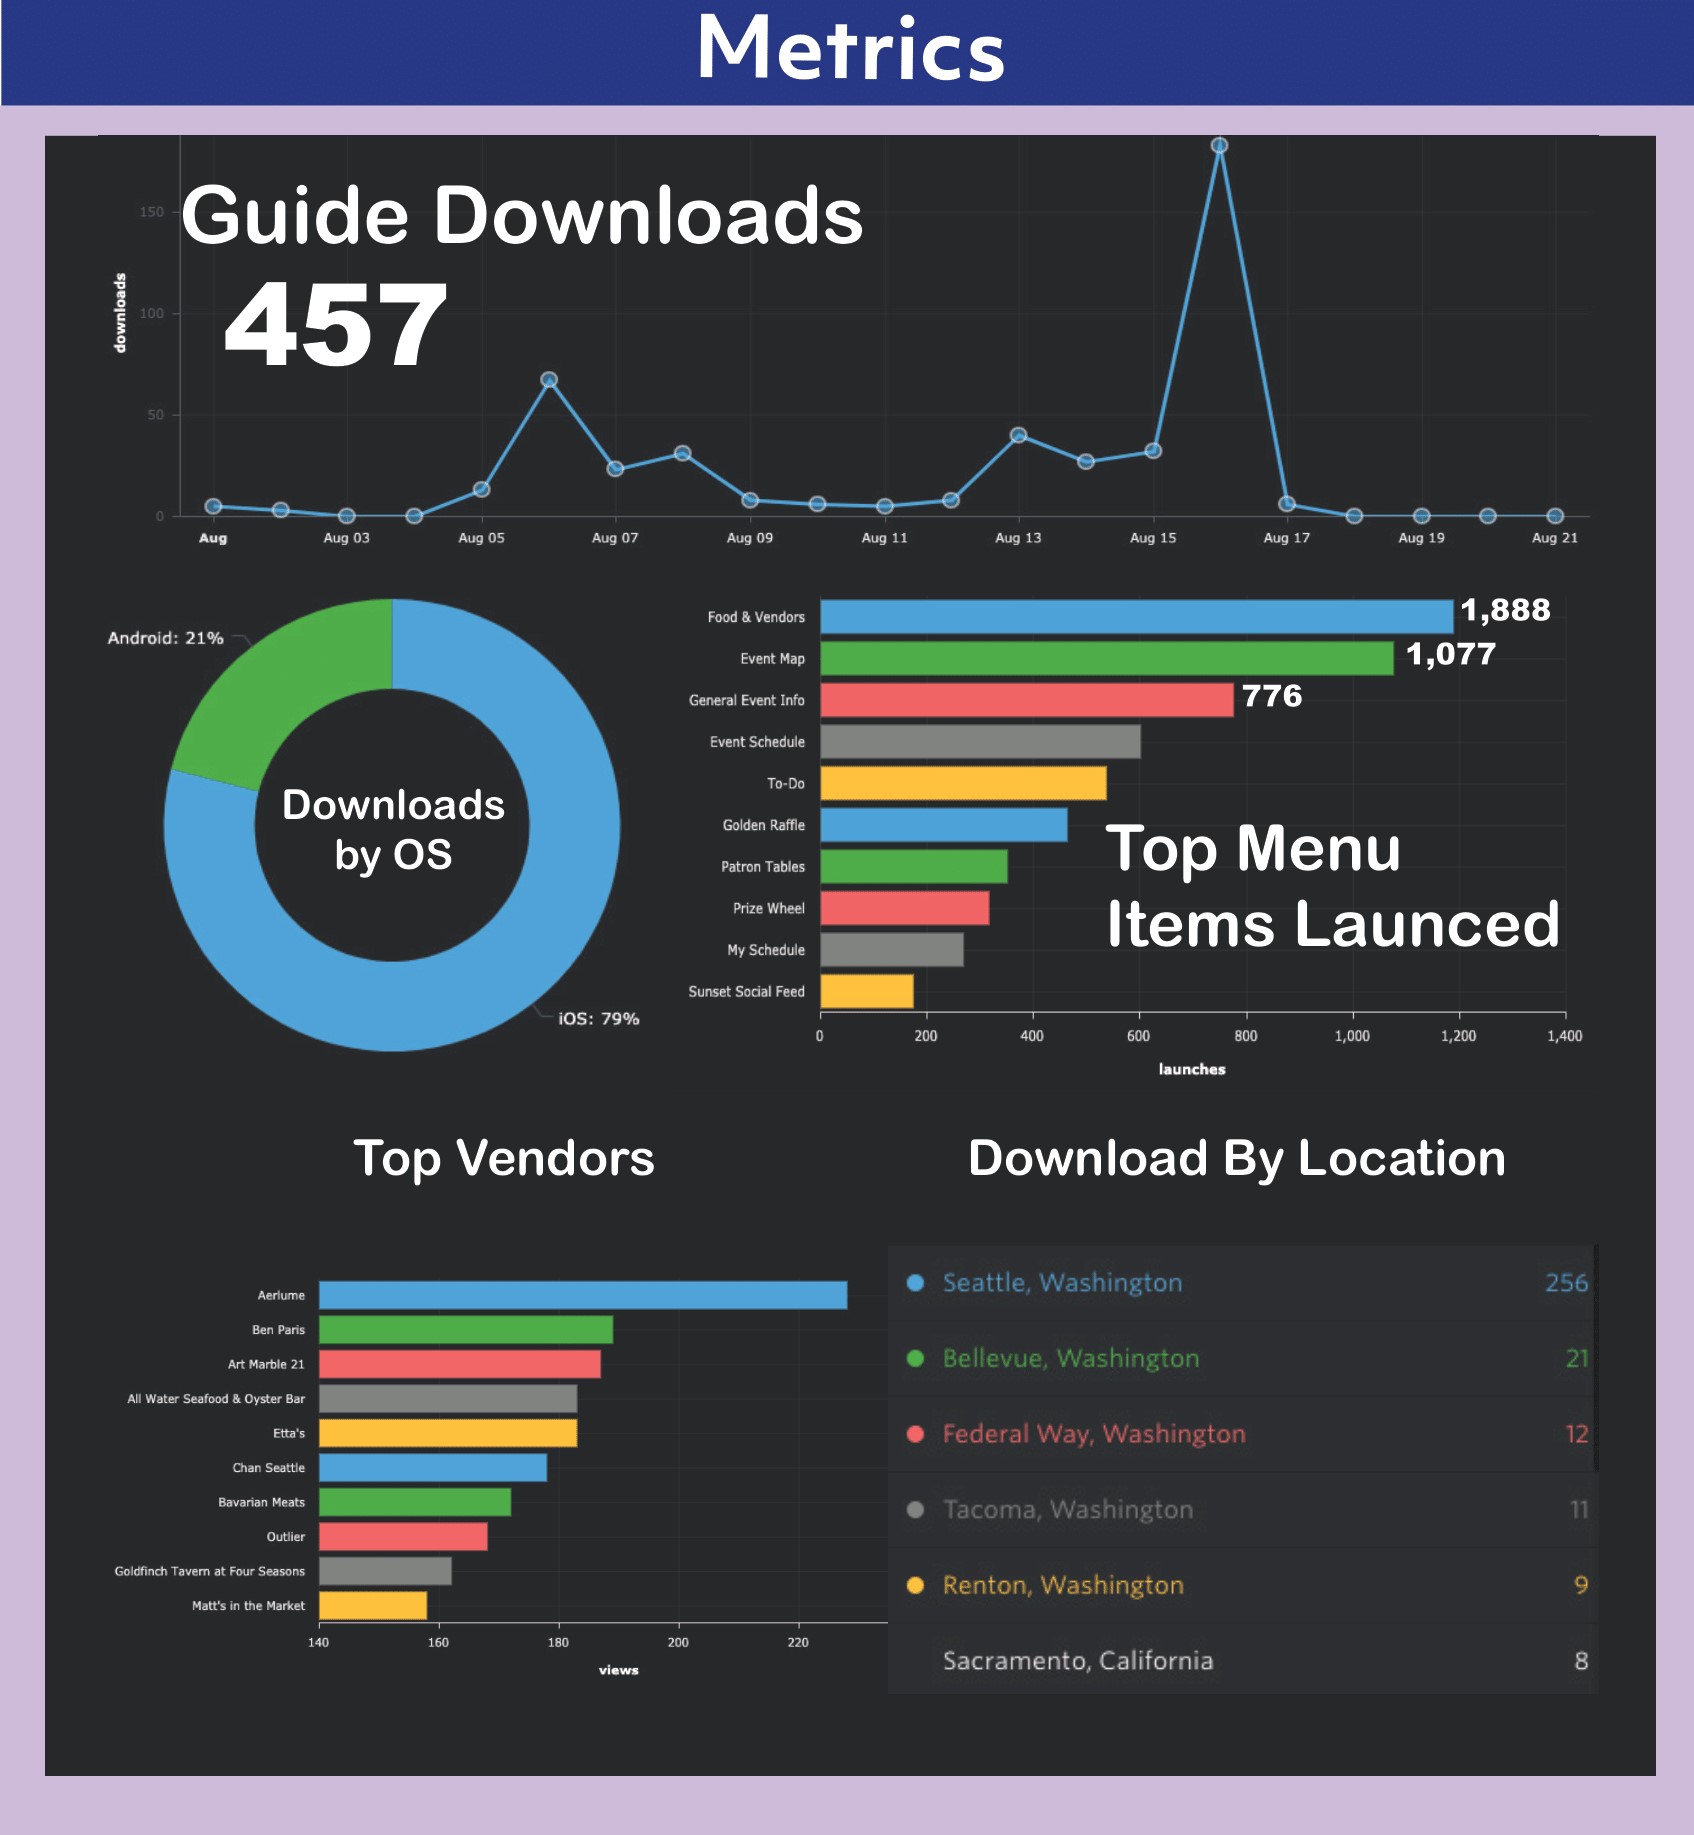 Metrics
Guide Downloads
457
150
100
50
0
downloads
Aug
Aug 03
Aug 05
Aug 07
Aug 09
Aug 11
Aug 13
Aug 15
Aug 17
Aug 19
Aug 21
Android: 21%
Downloads
by OS
iOS: 79%
Food & Vendors
1,888
Event Map
1,077
General Event Info
776
Event Schedule
To-Do
Golden Raffle
Patron Tables
Prize Wheel
My Schedule
Sunset Social Feed
Top Menu
Items Launced
0
200
400
600
800
1,000
1,200
1,400
launches
Top Vendors
Aerlume
Ben Paris
Art Marble 21
All Water Seafood & Oyster Bar
Etta's
Chan Seattle
Bavarian Meats
Outlier
Goldfinch Tavern at Four Seasons
Matt's in the Market
140
160
180
200
220
views
Download By Location
Seattle, Washington 256
Bellevue, Washington 21
Federal Way, Washington 12
Tacoma, Washington 11
Renton, Washington 9
Sacramento, California 8